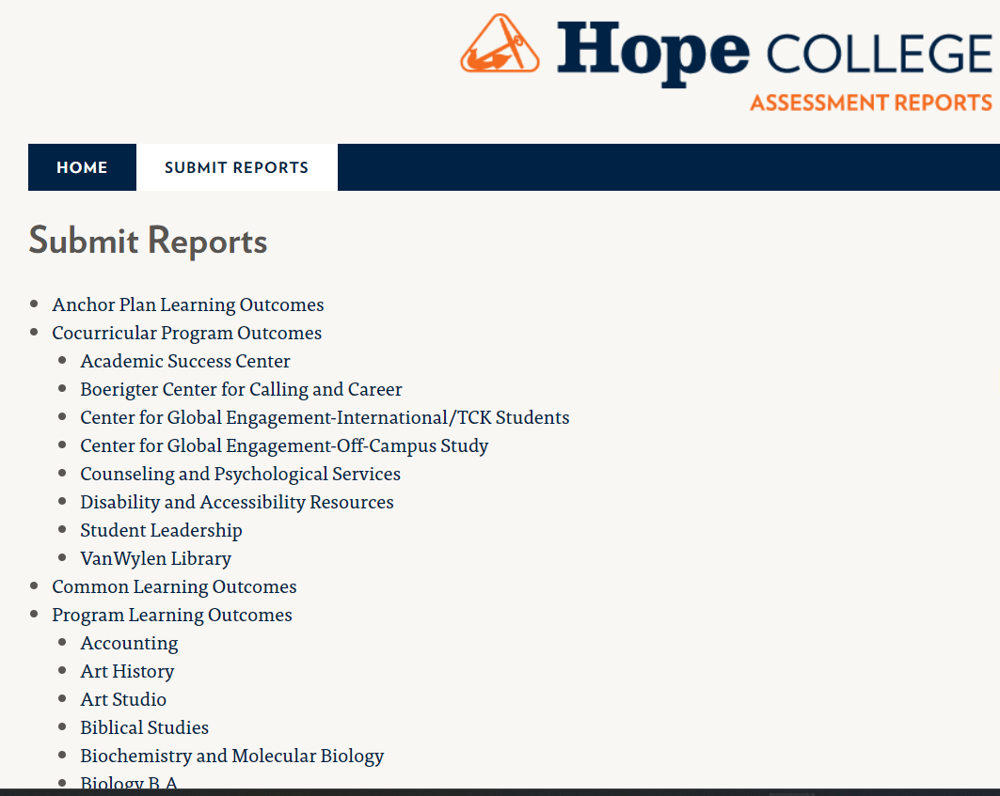 Hope COLLEGE
ASSESSMENT REPORTS
HOME SUBMIT REPORTS
Submit Reports
Anchor Plan Learning Outcomes
Cocurricular Program Outcomes
Academic Success Center
Boerigter Center for Calling and Career
Center for Global Engagement-International/TCK Students
Center for Global Engagement-Off-Campus Study
Counseling and Psychological Services
Disability and Accessibility Resources
Student Leadership
VanWylen Library
Common Learning Outcomes
Program Learning Outcomes
Accounting
Art History
Art Studio
Biblical Studies
Biochemistry and Molecular Biology
Biology B.A.